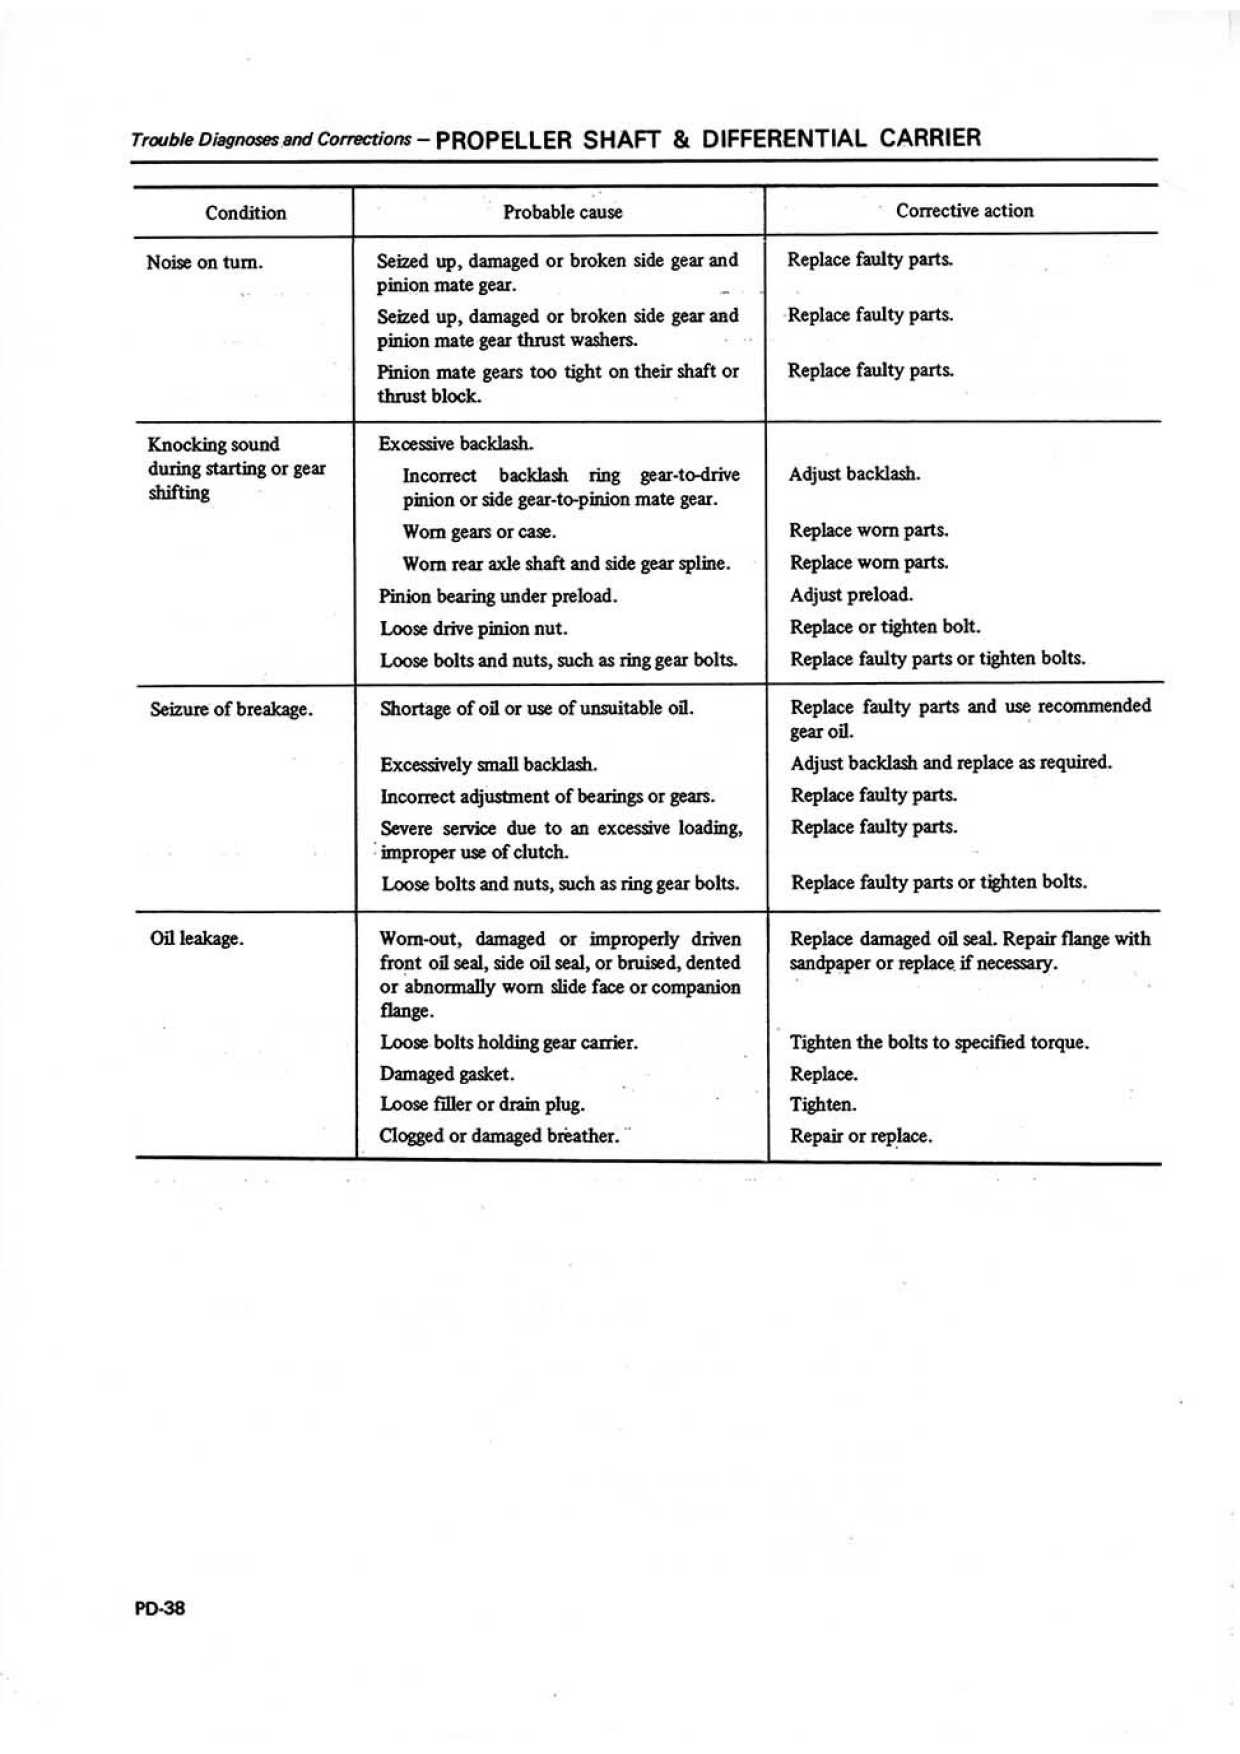 Trouble Diagnoses and Corrections – PROPELLER SHAFT & DIFFERENTIAL CARRIER
Condition
Probable cause
Corrective action
Noise on turn.
Seized up, damaged or broken side gear and
pinion mate gear.
Replace faulty parts.
Seized up, damaged or broken side gear and
pinion mate gear thrust washers.
Replace faulty parts.
Pinion mate gears too tight on their shaft or
thrust block.
Replace faulty parts.
Knocking sound
during starting or gear
shifting
Excessive backlash.
Incorrect backlash ring gear-to-drive
pinion or side gear-to-pinion mate gear.
Adjust backlash.
Worn gears or case.
Replace worn parts.
Worn rear axle shaft and side gear spline.
Replace worn parts.
Pinion bearing under preload.
Adjust preload.
Loose drive pinion nut.
Replace or tighten bolt.
Loose bolts and nuts, such as ring gear bolts.
Replace faulty parts or tighten bolts.
Seizure of breakage.
Shortage of oil or use of unsuitable oil.
Replace faulty parts and use recommended
gear oil.
Excessively small backlash.
Adjust backlash and replace as required.
Incorrect adjustment of bearings or gears.
Replace faulty parts.
Severe service due to an excessive loading,
improper use of clutch.
Replace faulty parts.
Loose bolts and nuts, such as ring gear bolts.
Replace faulty parts or tighten bolts.
Oil leakage.
Worn-out, damaged or improperly driven
front oil seal, side oil seal, or bruised, dented
or abnormally worn slide face or companion
flange.
Replace damaged oil seal. Repair flange with
sandpaper or replace if necessary.
Loose bolts holding gear carrier.
Tighten the bolts to specified torque.
Damaged gasket.
Replace.
Loose filler or drain plug.
Tighten.
Clogged or damaged breather.
Repair or replace.
PD-38